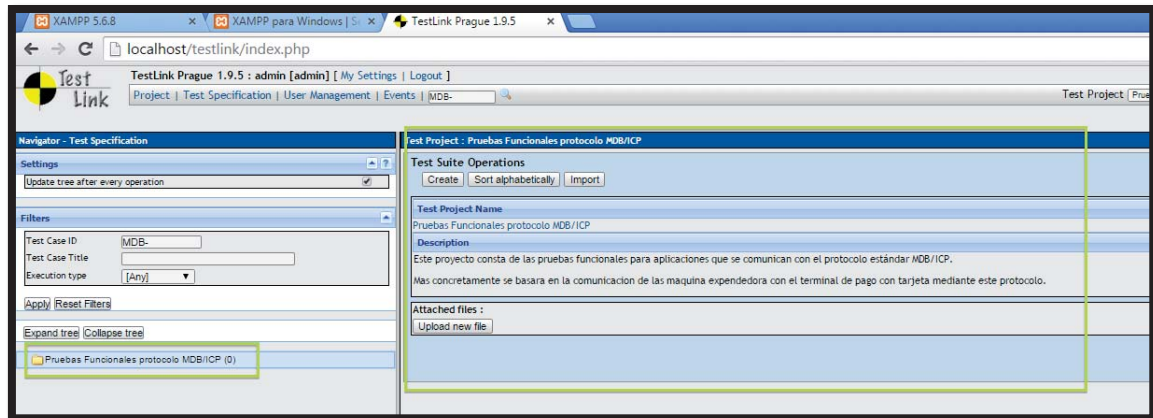 XAMPP 5.6.8
XAMPP para Windows | S
TestLink Prague 1.9.5
localhost/testlink/index.php
Test
Link
TestLink Prague 1.9.5 : admin [admin] [ My Settings | Logout ]
Project | Test Specification | User Management | Events | MDB-
Test Project Prue
Navigator - Test Specification
Settings
?
Update tree after every operation
Filters
Test Case ID MDB-
Test Case Title
Execution type [Any]
Apply Reset Filters
Expand tree Collapse tree
Pruebas Funcionales protocolo MDB/ICP (0)
Test Project : Pruebas Funcionales protocolo MDB/ICP
Test Suite Operations
Create Sort alphabetically Import
Test Project Name
Pruebas Funcionales protocolo MDB/ICP
Description
Este proyecto consta de las pruebas funcionales para aplicaciones que se comunican con el protocolo estándar MDB/ICP.
Mas concretamente se basara en la comunicacion de las maquina expendedora con el terminal de pago con tarjeta mediante este protocolo.
Attached files :
Upload new file